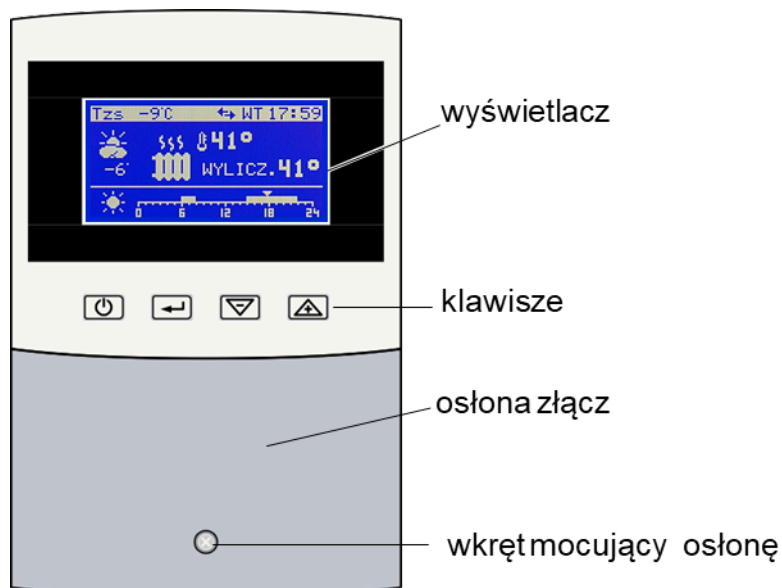 Tzs -9°C WT 17:59
41°
-6° WYLICZ. 41°
0 6 12 18 24
wyświetlacz
klawisze
osłona złącz
wkręt mocujący osłonę